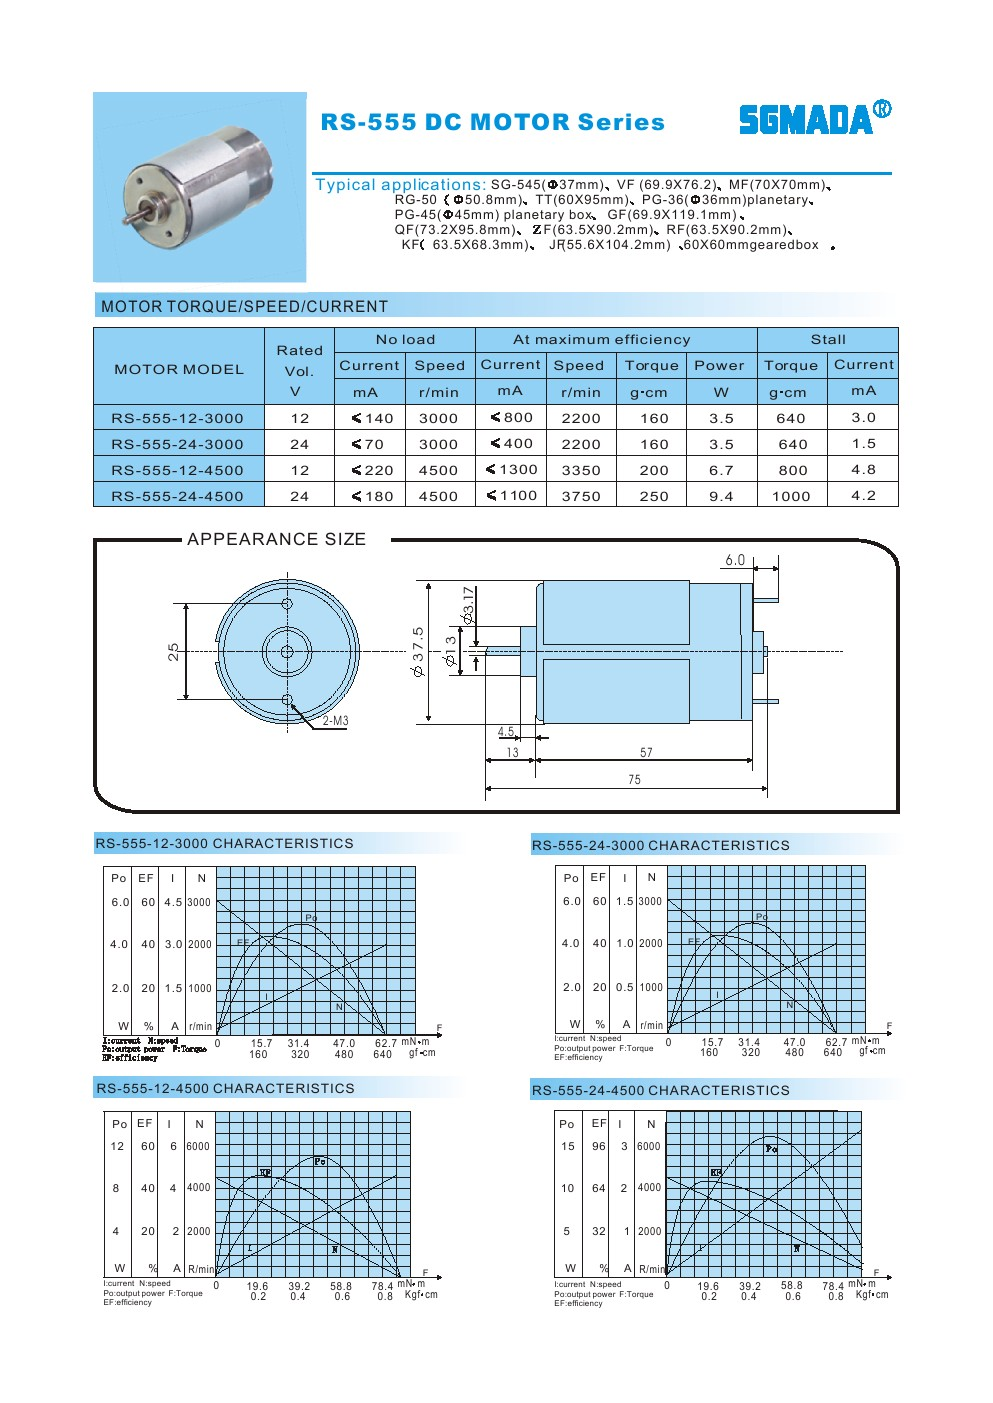 RS-555 DC MOTOR Series
SGMADA®
Typical applications: SG-545(Φ37mm)、VF (69.9X76.2)、MF(70X70mm)、
RG-50（Φ50.8mm)、TT(60X95mm)、PG-36(Φ36mm)planetary、
PG-45(Φ45mm) planetary box、 GF(69.9X119.1mm)、
QF(73.2X95.8mm)、 ZF(63.5X90.2mm)、RF(63.5X90.2mm)、
KF（ 63.5X68.3mm)、 JF(55.6X104.2mm) 、60X60mmgearedbox 。
MOTOR TORQUE/SPEED/CURRENT
MOTOR MODEL Rated Vol. V No load At maximum efficiency Stall
Current Speed Current Speed Torque Power Torque Current
mA r/min mA r/min g·cm W g·cm mA
RS-555-12-3000 12 ≤140 3000 ≤800 2200 160 3.5 640 3.0
RS-555-24-3000 24 ≤70 3000 ≤400 2200 160 3.5 640 1.5
RS-555-12-4500 12 ≤220 4500 ≤1300 3350 200 6.7 800 4.8
RS-555-24-4500 24 ≤180 4500 ≤1100 3750 250 9.4 1000 4.2
APPEARANCE SIZE
25
2-M3
ϕ37.5
ϕ13
ϕ3.17
6.0
4.5
13
57
75
RS-555-12-3000 CHARACTERISTICS
Po EF I N
6.0 60 4.5 3000
4.0 40 3.0 2000
2.0 20 1.5 1000
W % A r/min
Po
EF
I
N
F
0 15.7 31.4 47.0 62.7 mN·m
160 320 480 640 gf·cm
I:current N:speed
Po:output power F:Torque
EF:efficiency
RS-555-24-3000 CHARACTERISTICS
Po EF I N
6.0 60 1.5 3000
4.0 40 1.0 2000
2.0 20 0.5 1000
W % A r/min
Po
EF
I
N
F
0 15.7 31.4 47.0 62.7 mN·m
160 320 480 640 gf·cm
I:current N:speed
Po:output power F:Torque
EF:efficiency
RS-555-12-4500 CHARACTERISTICS
Po EF I N
12 60 6 6000
8 40 4 4000
4 20 2 2000
W % A R/min
Po
EF
I
N
F
0 19.6 39.2 58.8 78.4 mN·m
0.2 0.4 0.6 0.8 Kgf·cm
I:current N:speed
Po:output power F:Torque
EF:efficiency
RS-555-24-4500 CHARACTERISTICS
Po EF I N
15 96 3 6000
10 64 2 4000
5 32 1 2000
W % A R/min
Po
EF
I
N
F
0 19.6 39.2 58.8 78.4 mN·m
0.2 0.4 0.6 0.8 Kgf·cm
I:current N:speed
Po:output power F:Torque
EF:efficiency